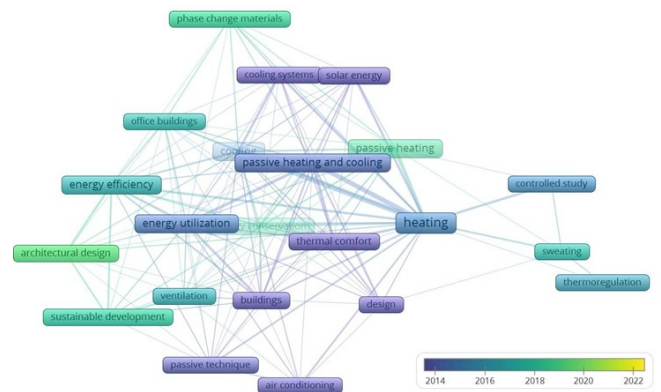 phase change materials
cooling systems
solar energy
office buildings
cooling
passive heating
passive heating and cooling
energy efficiency
controlled study
energy utilization
heating
thermal comfort
architectural design
sweating
thermoregulation
ventilation
buildings
design
sustainable development
passive technique
air conditioning
2014 2016 2018 2020 2022